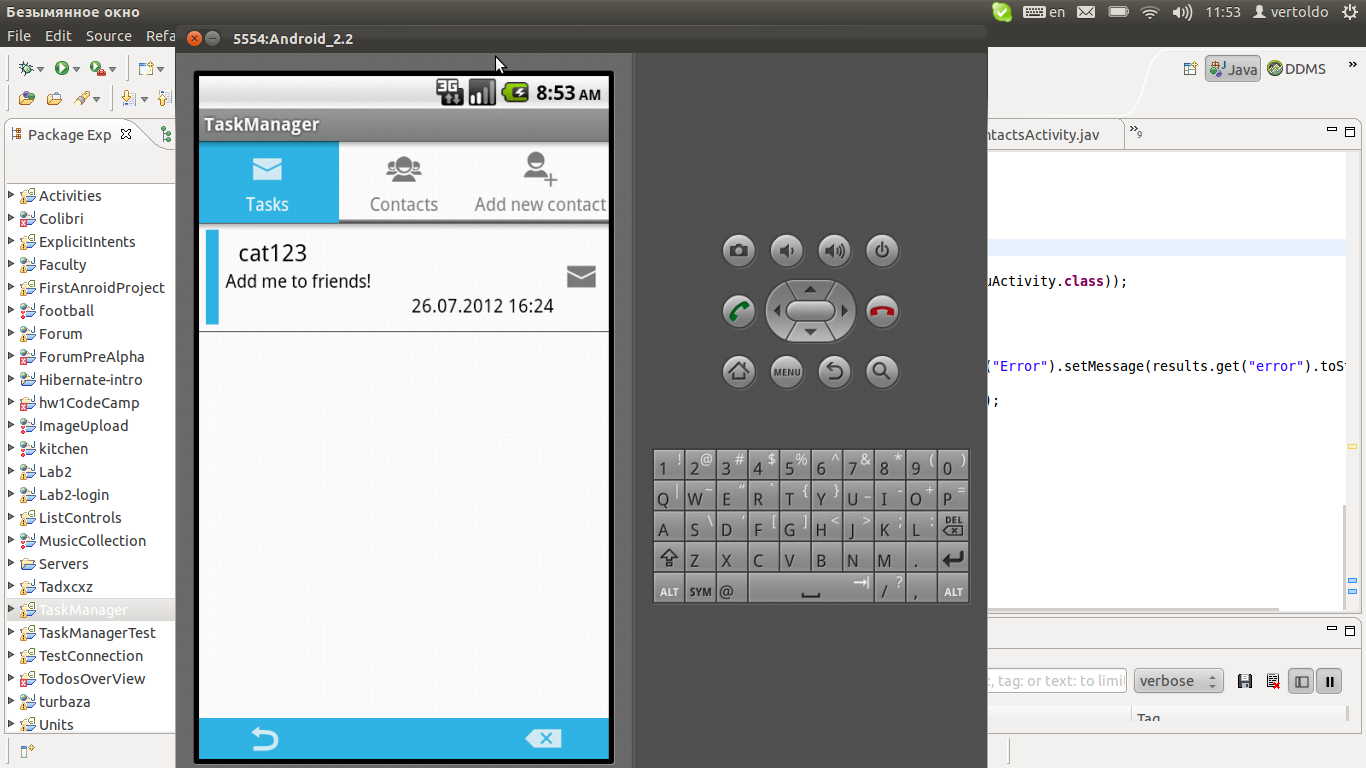 Безымянное окно
en
11:53
vertoldo
File Edit Source Refa
5554:Android_2.2
Java
DDMS
Package Exp
ntactsActivity.jav
9
Activities
Colibri
ExplicitIntents
Faculty
FirstAnroidProject
football
Forum
ForumPreAlpha
Hibernate-intro
hw1CodeCamp
ImageUpload
kitchen
Lab2
Lab2-login
ListControls
MusicCollection
Servers
Tadxcxz
TaskManager
TaskManagerTest
TestConnection
TodosOverView
turbaza
Units
3G
8:53 AM
TaskManager
Tasks
Contacts
Add new contact
cat123
Add me to friends!
26.07.2012 16:24
MENU
1 ! 2 @ 3 # 4 $ 5 % 6 ^ 7 & 8 * 9 ( 0 )
Q | W ~ E " R ` T { Y } U _ I - O + P =
A S \ D ' F [ G ] H < J > K ; L : DEL
Z X C V B N M .
ALT SYM @ / ? , ALT
uActivity.class));
("Error").setMessage(results.get("error").toSt
);
:, tag: or text: to limit
verbose
Tag